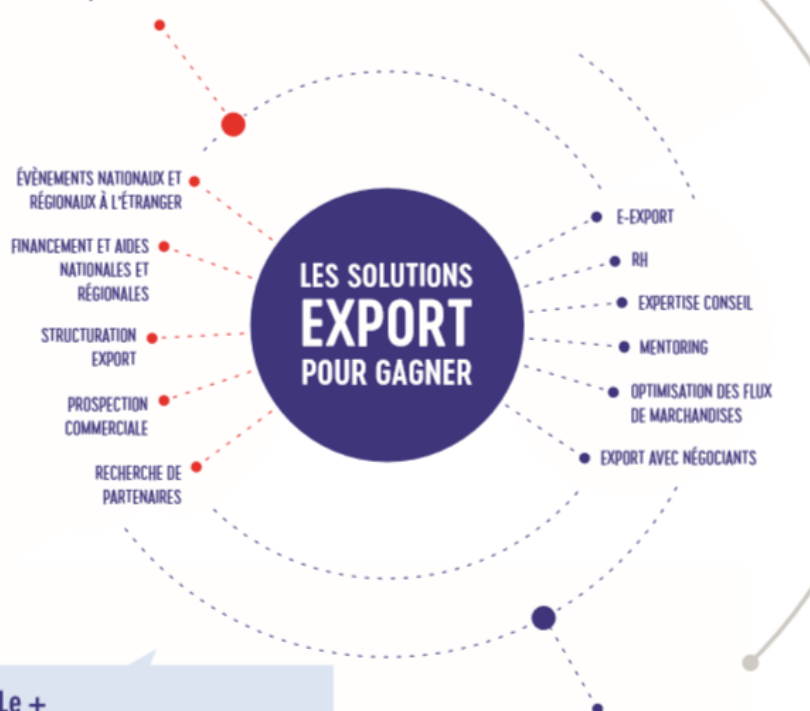 ÉVÈNEMENTS NATIONAUX ET
RÉGIONAUX À L'ÉTRANGER
FINANCEMENT ET AIDES
NATIONALES ET
RÉGIONALES
STRUCTURATION
EXPORT
PROSPECTION
COMMERCIALE
RECHERCHE DE
PARTENAIRES
LES SOLUTIONS
EXPORT
POUR GAGNER
E-EXPORT
RH
EXPERTISE CONSEIL
MENTORING
OPTIMISATION DES FLUX
DE MARCHANDISES
EXPORT AVEC NÉGOCIANTS
Le +